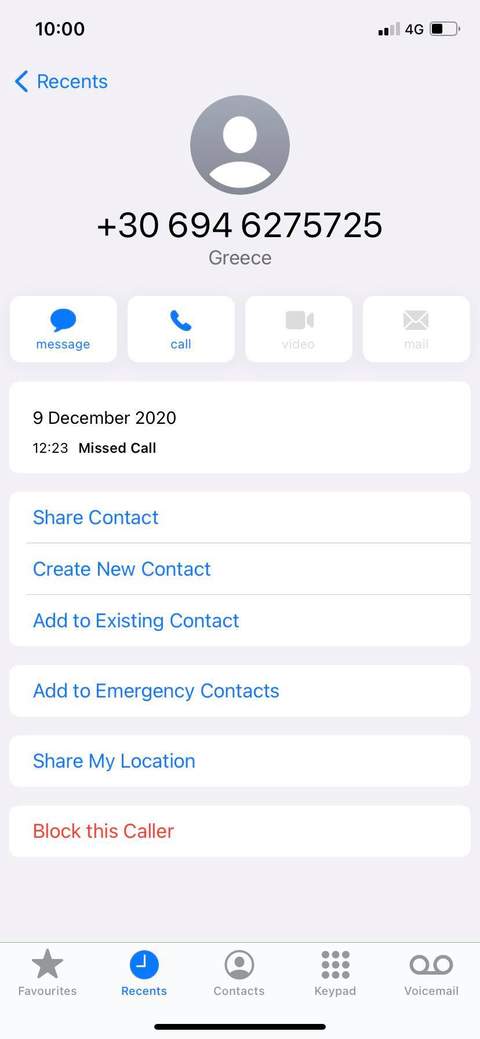 10:00 4G
Recents
+30 694 6275725
Greece
message call video mail
9 December 2020
12:23 Missed Call
Share Contact
Create New Contact
Add to Existing Contact
Add to Emergency Contacts
Share My Location
Block this Caller
Favourites Recents Contacts Keypad Voicemail